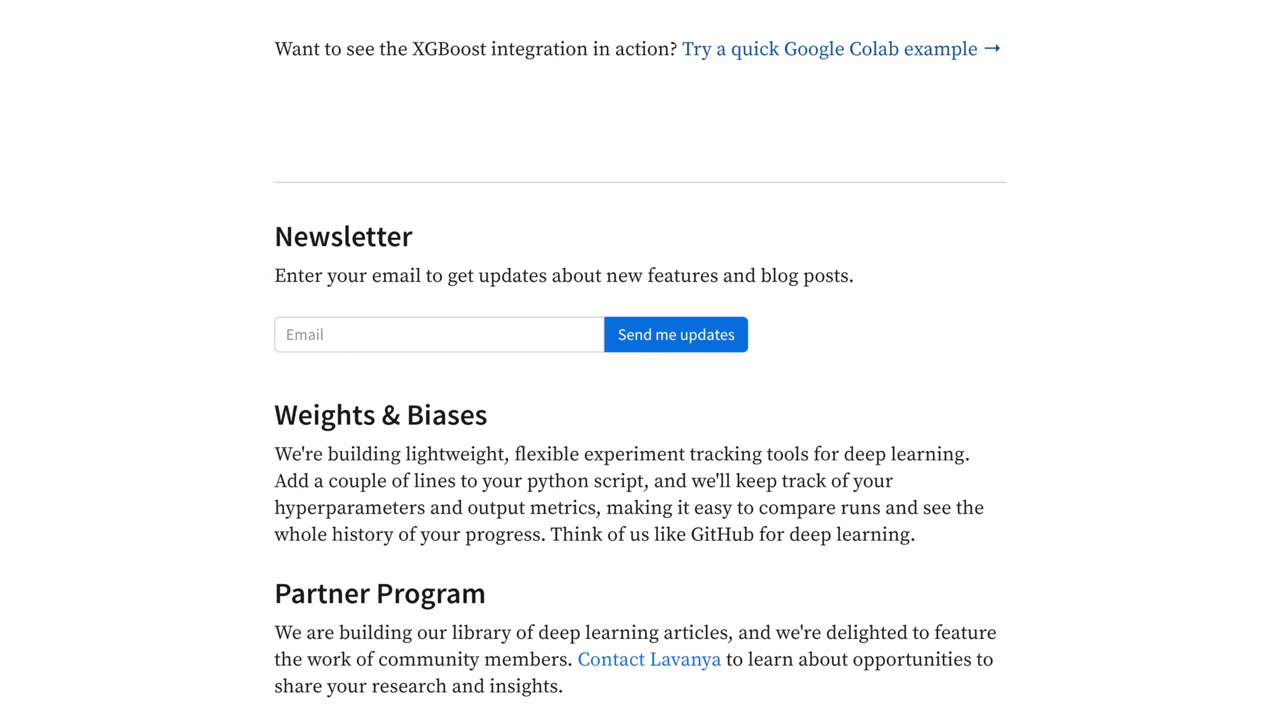 Want to see the XGBoost integration in action? Try a quick Google Colab example →
Newsletter
Enter your email to get updates about new features and blog posts.
Email
Send me updates
Weights & Biases
We're building lightweight, flexible experiment tracking tools for deep learning.
Add a couple of lines to your python script, and we'll keep track of your
hyperparameters and output metrics, making it easy to compare runs and see the
whole history of your progress. Think of us like GitHub for deep learning.
Partner Program
We are building our library of deep learning articles, and we're delighted to feature
the work of community members. Contact Lavanya to learn about opportunities to
share your research and insights.